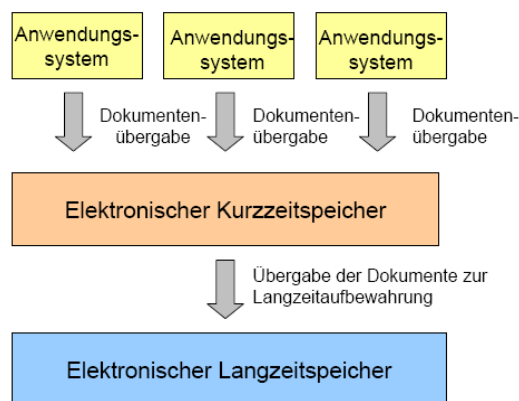 Anwendungs-
system
Anwendungs-
system
Anwendungs-
system
Dokumenten-
übergabe
Dokumenten-
übergabe
Dokumenten-
übergabe
Elektronischer Kurzzeitspeicher
Übergabe der Dokumente zur
Langzeitaufbewahrung
Elektronischer Langzeitspeicher